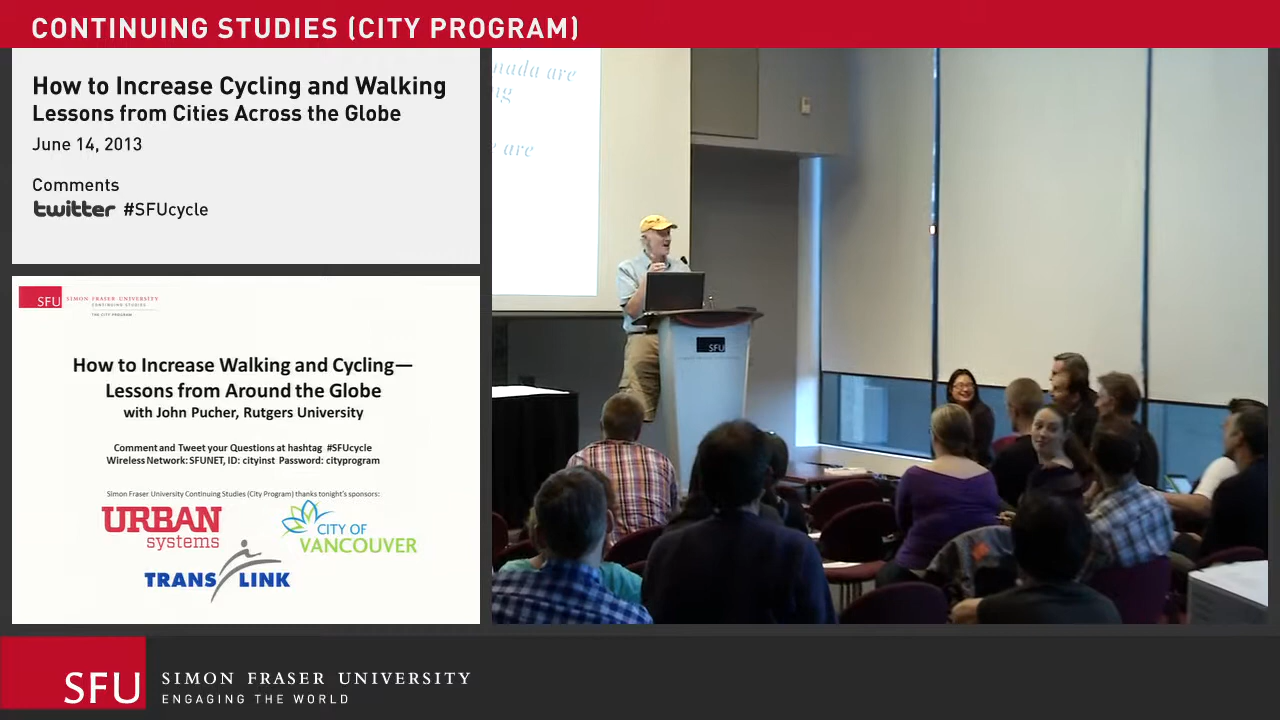 CONTINUING STUDIES (CITY PROGRAM)
How to Increase Cycling and Walking
Lessons from Cities Across the Globe
June 14, 2013
Comments
twitter #SFUcycle
SFU SIMON FRASER UNIVERSITY
CONTINUING STUDIES
THE CITY PROGRAM
How to Increase Walking and Cycling—
Lessons from Around the Globe
with John Pucher, Rutgers University
Comment and Tweet your Questions at hashtag #SFUcycle
Wireless Network: SFUNET, ID: cityinst Password: cityprogram
Simon Fraser University Continuing Studies (City Program) thanks tonight's sponsors:
URBAN
systems
CITY OF
VANCOUVER
TRANSLINK
nada are
ng
are
SFU
SFU SIMON FRASER UNIVERSITY
ENGAGING THE WORLD